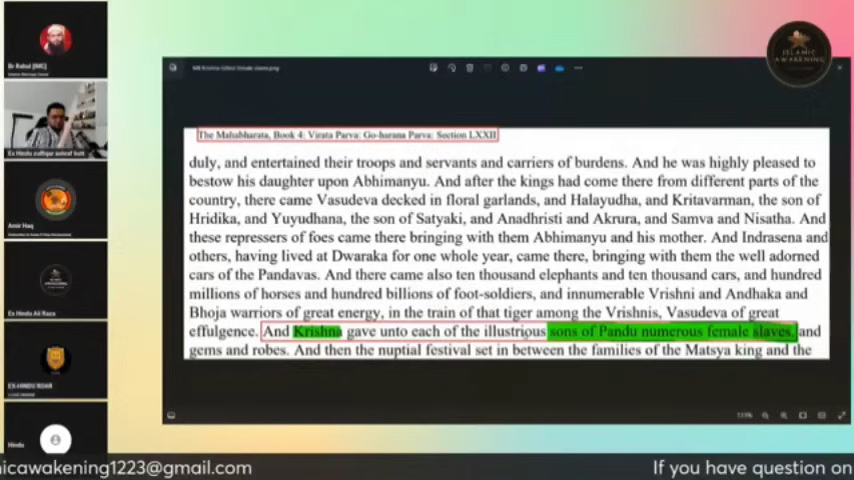 Br Rahul [IMC]
ISLAMIC
AWAKENING
The Mahabharata, Book 4: Virata Parva: Go-harana Parva: Section LXXII
duly, and entertained their troops and servants and carriers of burdens. And he was highly pleased to
bestow his daughter upon Abhimanyu. And after the kings had come there from different parts of the
country, there came Vasudeva decked in floral garlands, and Halayudha, and Kritavarman, the son of
Hridika, and Yuyudhana, the son of Satyaki, and Anadhristi and Akrura, and Samva and Nisatha. And
these repressers of foes came there bringing with them Abhimanyu and his mother. And Indrasena and
others, having lived at Dwaraka for one whole year, came there, bringing with them the well adorned
cars of the Pandavas. And there came also ten thousand elephants and ten thousand cars, and hundred
millions of horses and hundred billions of foot-soldiers, and innumerable Vrishni and Andhaka and
Bhoja warriors of great energy, in the train of that tiger among the Vrishnis, Vasudeva of great
effulgence. And Krishna gave unto each of the illustrious sons of Pandu numerous female slaves, and
gems and robes. And then the nuptial festival set in between the families of the Matsya king and the
Ex Hindu zulfiqar ashraf butt
Amir Haq
Ex Hindu Ali Raza
EX-HINDU ROAR
Hindu
nicawakening1223@gmail.com
If you have question on